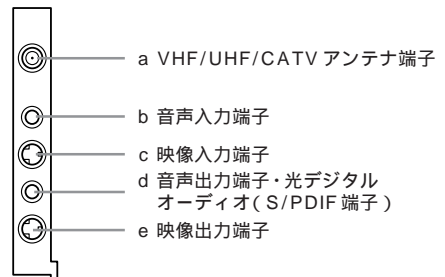 a VHF/UHF/CATV アンテナ端子
b 音声入力端子
c 映像入力端子
d 音声出力端子・光デジタル
オーディオ(S/PDIF 端子)
e 映像出力端子